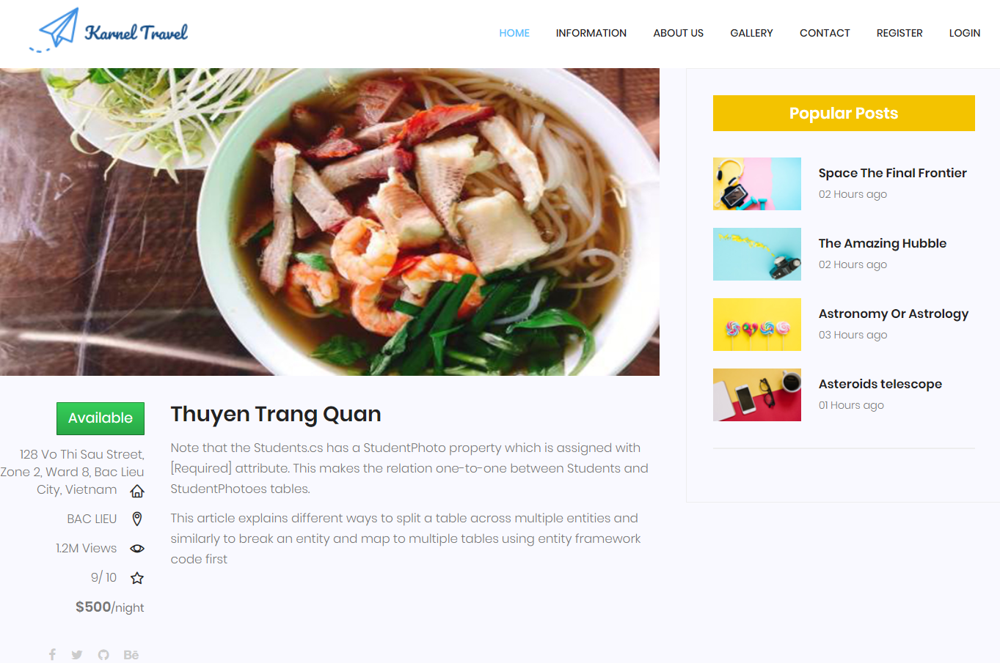 Karnel Travel
HOME
INFORMATION
ABOUT US
GALLERY
CONTACT
REGISTER
LOGIN
Popular Posts
Space The Final Frontier
02 Hours ago
The Amazing Hubble
02 Hours ago
Astronomy Or Astrology
03 Hours ago
Asteroids telescope
01 Hours ago
Available
128 Vo Thi Sau Street,
Zone 2, Ward 8, Bac Lieu
City, Vietnam
BAC LIEU
1.2M Views
9/ 10
$500/night
Bē
Thuyen Trang Quan
Note that the Students.cs has a StudentPhoto property which is assigned with
[Required] attribute. This makes the relation one-to-one between Students and
StudentPhotoes tables.
This article explains different ways to split a table across multiple entities and
similarly to break an entity and map to multiple tables using entity framework
code first